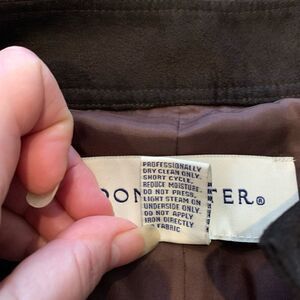 PROFESSIONALLY
DRY CLEAN ONLY.
SHORT CYCLE.
REDUCE MOISTURE.
DO NOT PRESS.
LIGHT STEAM ON
UNDERSIDE ONLY.
DO NOT APPLY
IRON DIRECTLY
FABRIC
DON
ER®